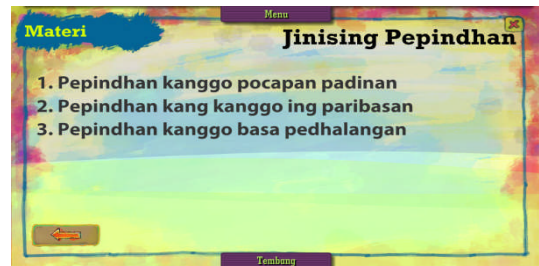 Menu
Materi
Jinising Pepindhan
1. Pepindhan kanggo pocapan padinan
2. Pepindhan kang kanggo ing paribasan
3. Pepindhan kanggo basa pedhalangan
Tembang